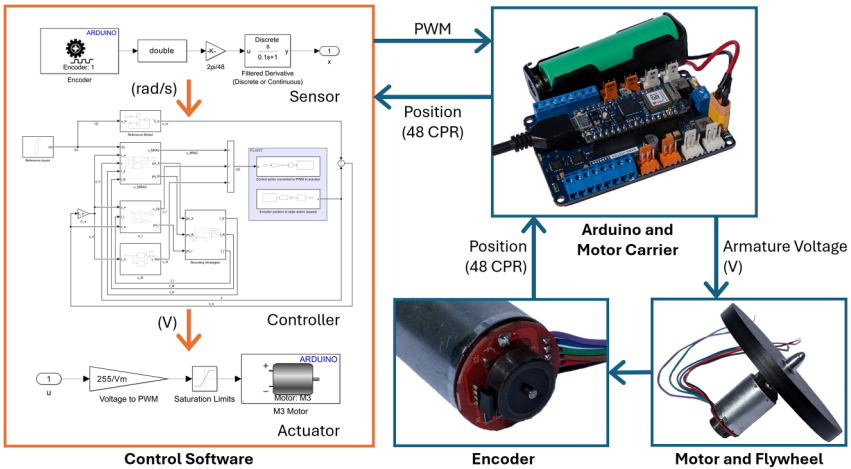 ARDUINO
Encoder: 1
Encoder
double
-K-
2pi/48
Discrete
6
0.1s+1
u
y
Filtered Derivative
(Discrete or Continuous)
1
x
(rad/s)
Sensor
Reference Model
Reference Inputs
u_MRAC
PLANT
Control action converted to PWM to actuator
Encoder position to state action (speed)
Bounding Strategies
Controller
(V)
1
u
255/Vm
Voltage to PWM
Saturation Limits
ARDUINO
+
-
Motor: M3
M3 Motor
Actuator
Control Software
PWM
Position
(48 CPR)
Arduino and
Motor Carrier
Position
(48 CPR)
Armature Voltage
(V)
Encoder
Motor and Flywheel